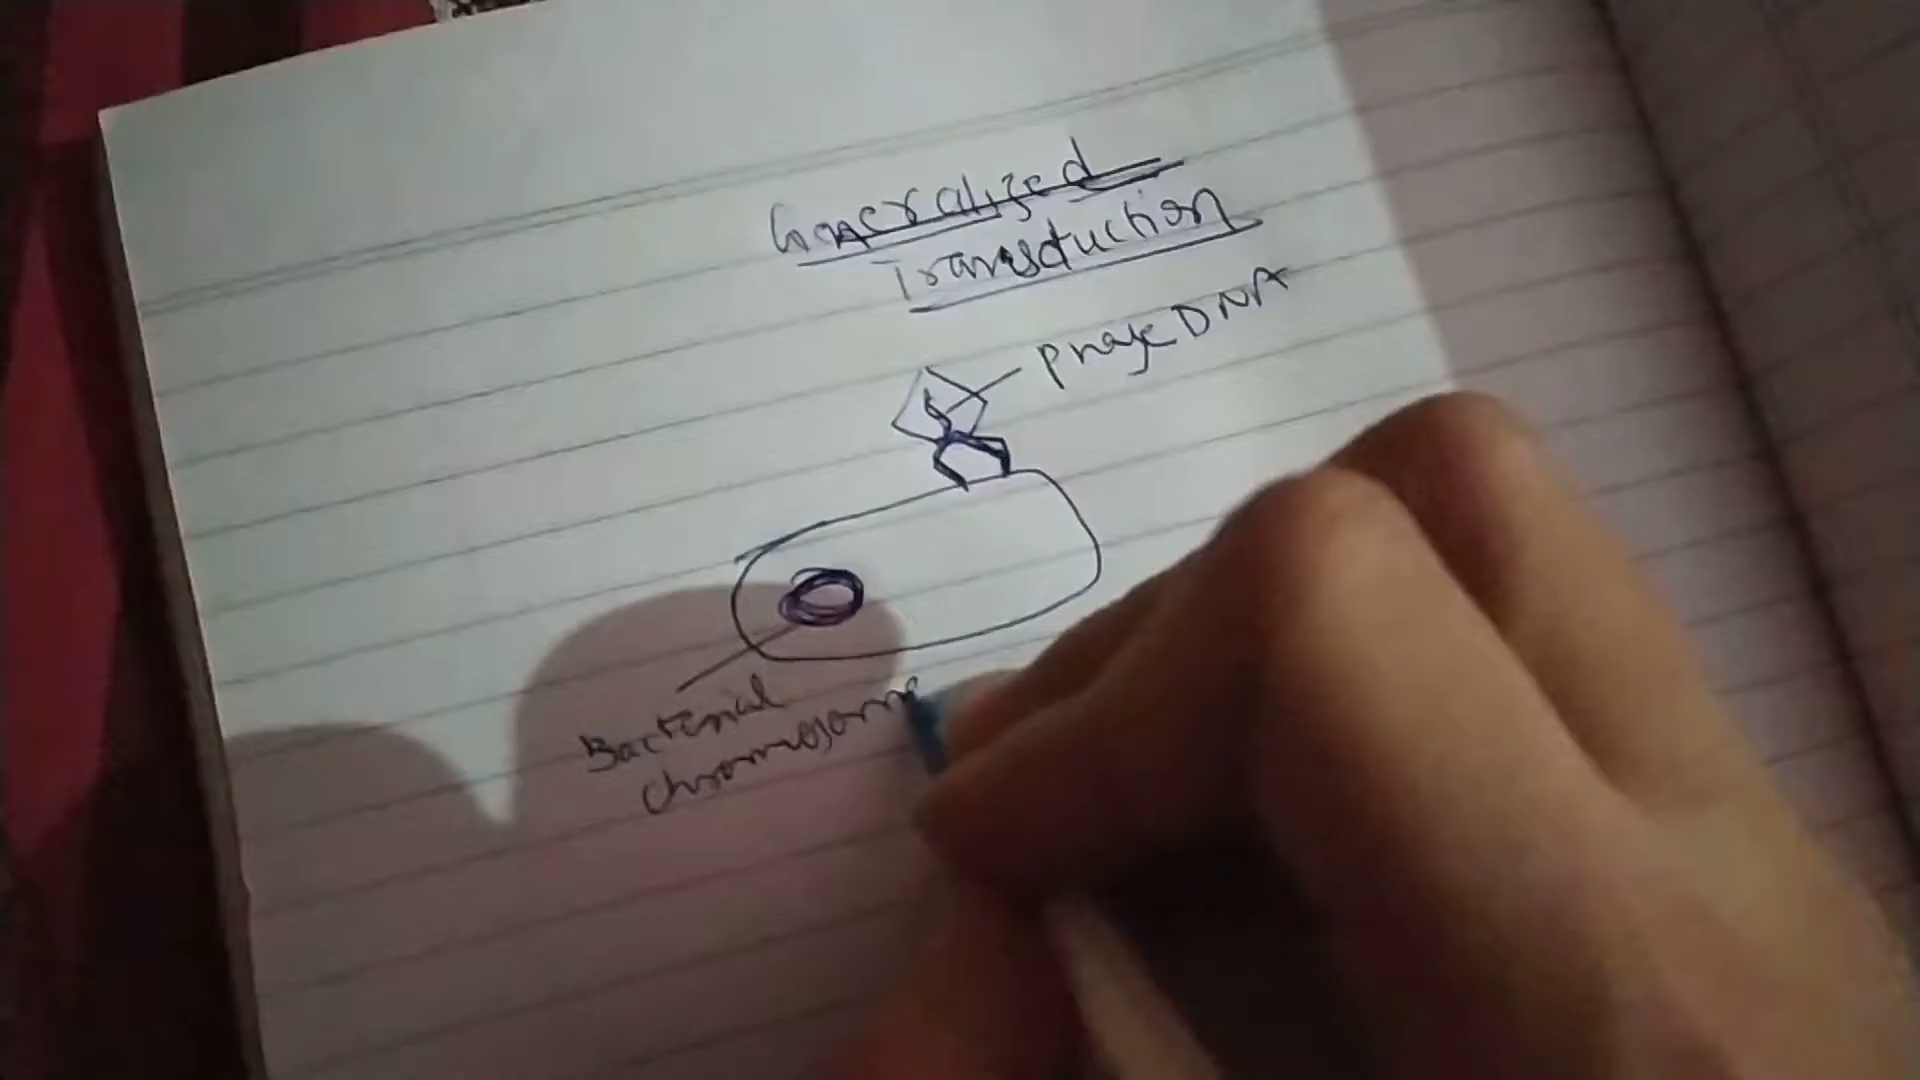 Generalized
Transduction
phage DNA
Bacterial
chromosome